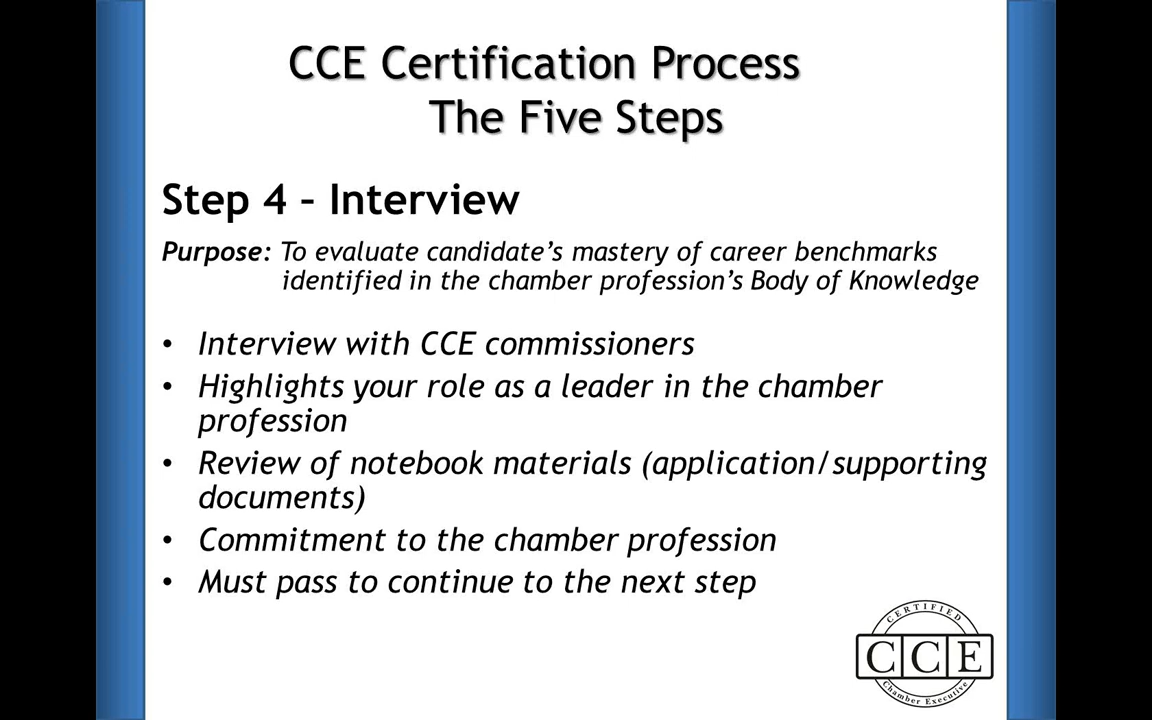 CCE Certification Process
The Five Steps
Step 4 – Interview
Purpose: To evaluate candidate’s mastery of career benchmarks
identified in the chamber profession’s Body of Knowledge
• Interview with CCE commissioners
• Highlights your role as a leader in the chamber
profession
• Review of notebook materials (application/supporting
documents)
• Commitment to the chamber profession
• Must pass to continue to the next step
CERTIFIED
CCE
Chamber Executive